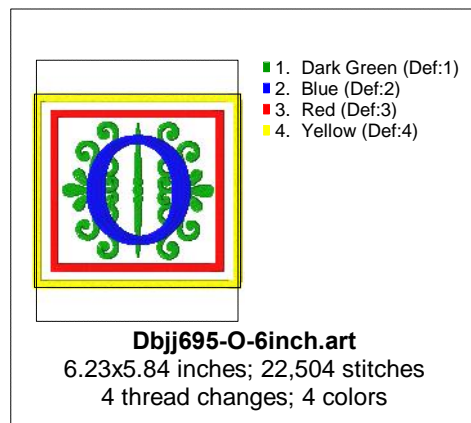 1. Dark Green (Def:1)
2. Blue (Def:2)
3. Red (Def:3)
4. Yellow (Def:4)
O
Dbjj695-O-6inch.art
6.23x5.84 inches; 22,504 stitches
4 thread changes; 4 colors